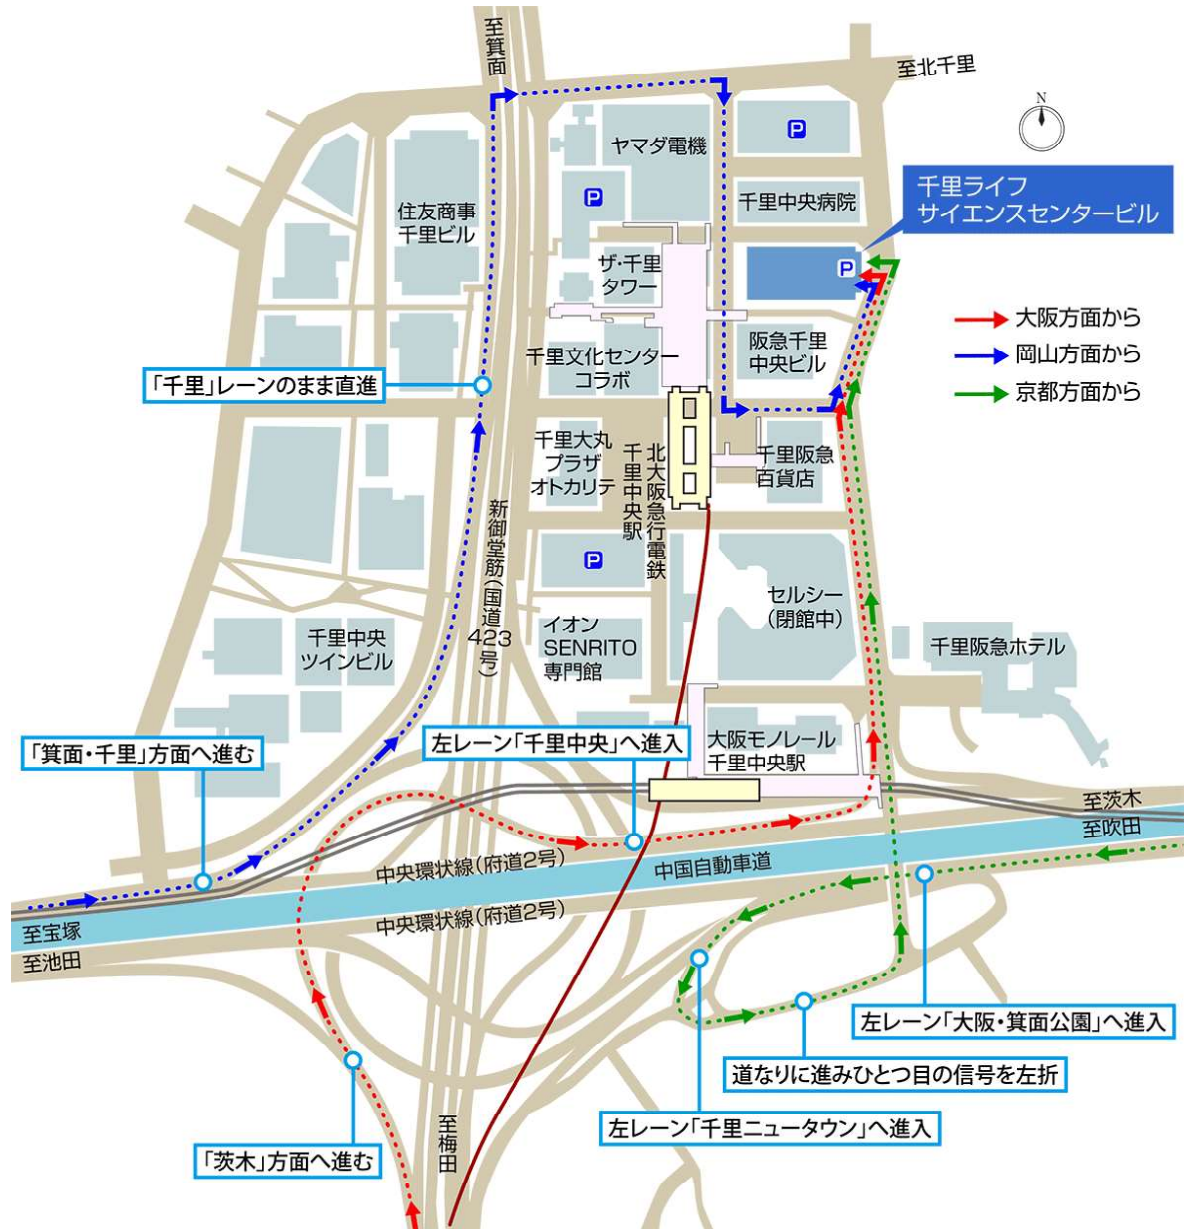 至箕面
至北千里
N
ヤマダ電機
P
千里ライフ
サイエンスセンタービル
住友商事
千里ビル
P
千里中央病院
ザ・千里
タワー
P
大阪方面から
岡山方面から
京都方面から
千里文化センター
コラボ
阪急千里
中央ビル
「千里」レーンのまま直進
千里大丸
プラザ
オトカリテ
北大阪急行電鉄
千里中央駅
千里阪急
百貨店
新御堂筋(国道423号)
P
セルシー
(閉館中)
イオン
SENRITO
専門館
千里中央
ツインビル
千里阪急ホテル
「箕面・千里」方面へ進む
左レーン「千里中央」へ進入
大阪モノレール
千里中央駅
至茨木
至吹田
中央環状線(府道2号)
中国自動車道
中央環状線(府道2号)
至宝塚
至池田
左レーン「大阪・箕面公園」へ進入
道なりに進みひとつ目の信号を左折
左レーン「千里ニュータウン」へ進入
「茨木」方面へ進む
至梅田